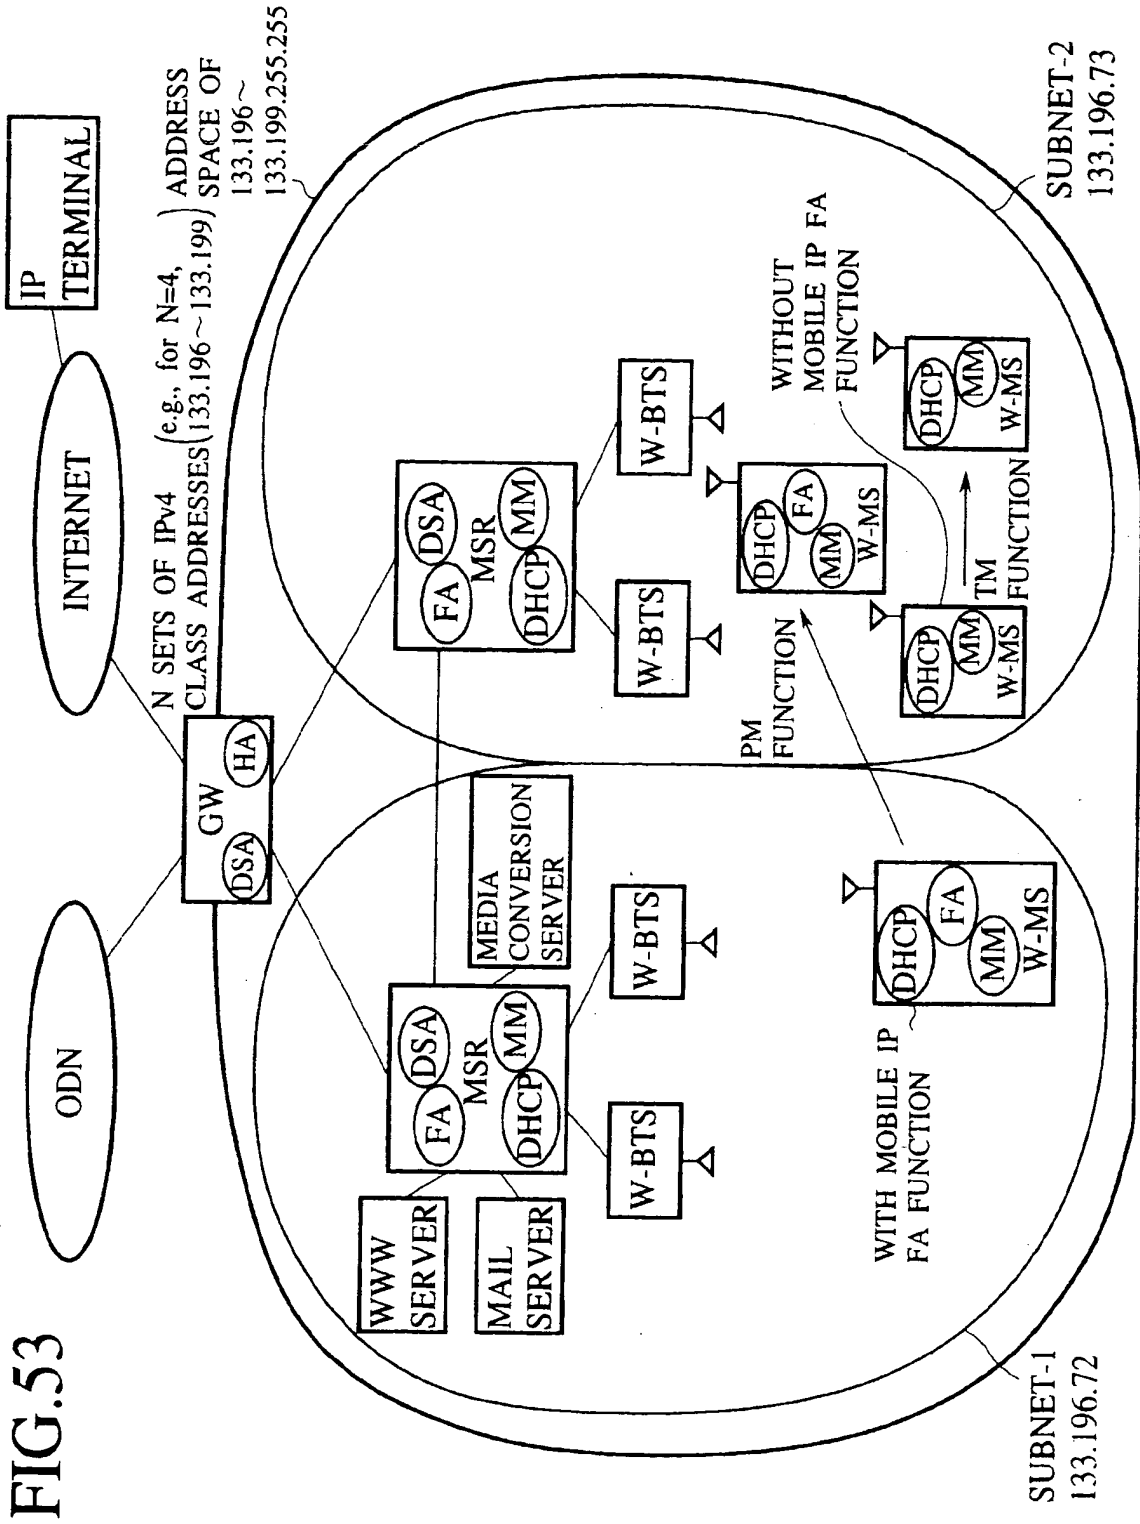 FIG.53
ODN
INTERNET
IP
TERMINAL
GW
DSA
HA
N SETS OF IPv4
CLASS ADDRESSES
(e.g., for N=4,
133.196~133.199)
ADDRESS
SPACE OF
133.196~
133.199.255.255
WWW
SERVER
MAIL
SERVER
FA
DSA
MSR
DHCP
MM
MEDIA
CONVERSION
SERVER
W-BTS
W-BTS
FA
DSA
MSR
DHCP
MM
W-BTS
W-BTS
WITH MOBILE IP
FA FUNCTION
DHCP
FA
MM
W-MS
PM
FUNCTION
DHCP
FA
MM
W-MS
WITHOUT
MOBILE IP FA
FUNCTION
DHCP
MM
W-MS
TM
FUNCTION
DHCP
MM
W-MS
SUBNET-1
133.196.72
SUBNET-2
133.196.73